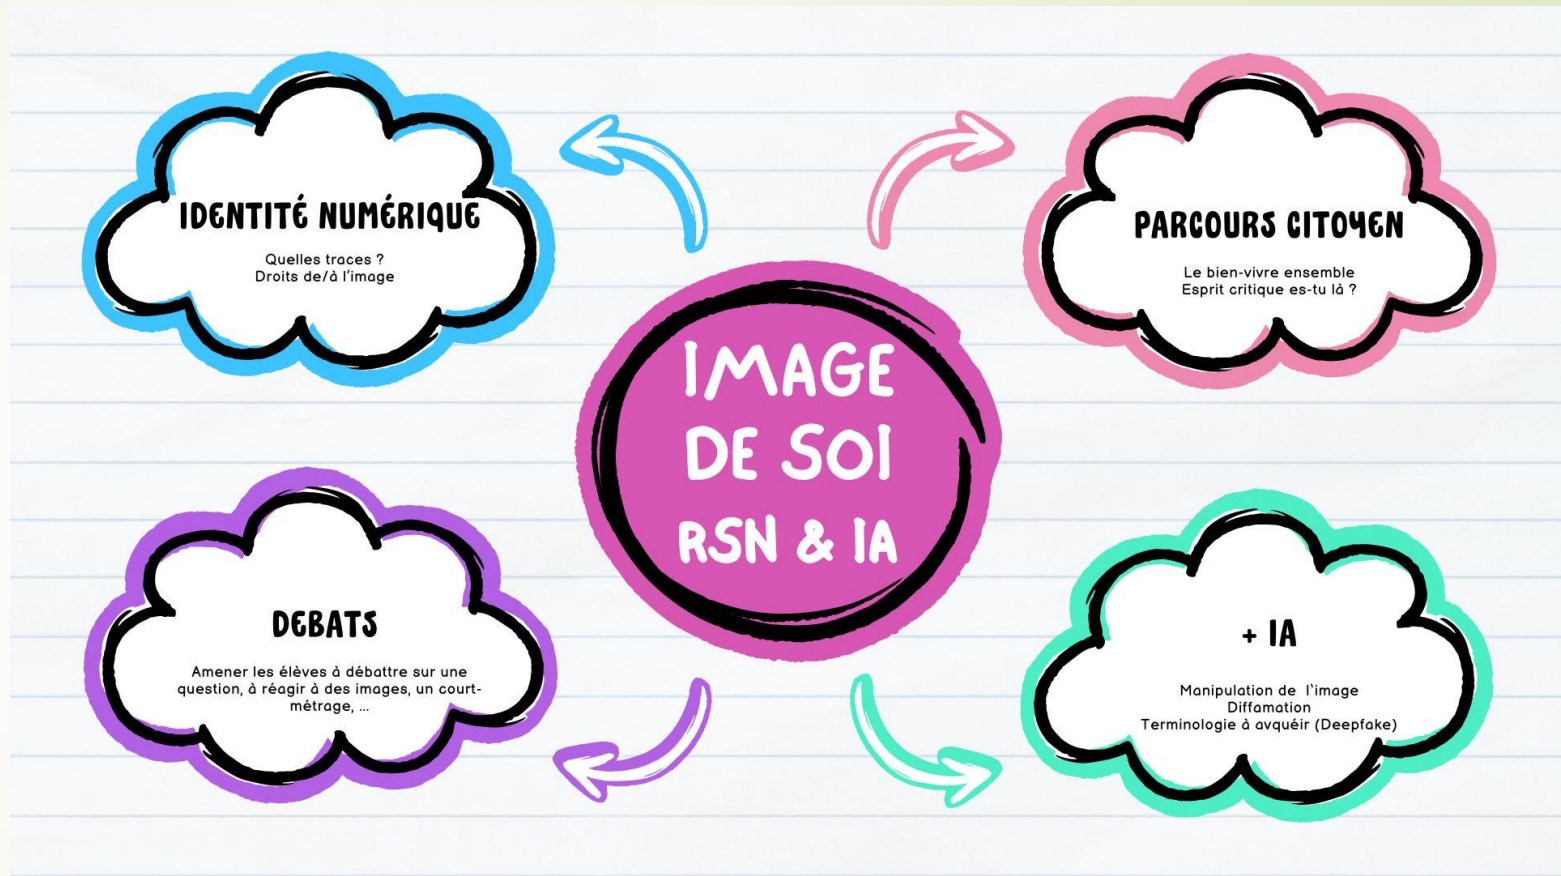 IDENTITÉ NUMÉRIQUE
Quelles traces ?
Droits de/à l'image
PARCOURS CITOYEN
Le bien-vivre ensemble
Esprit critique es-tu là ?
IMAGE
DE SOI
RSN & IA
DEBATS
Amener les élèves à débattre sur une
question, à réagir à des images, un court-
métrage, ...
+ IA
Manipulation de l`image
Diffamation
Terminologie à avquéir (Deepfake)